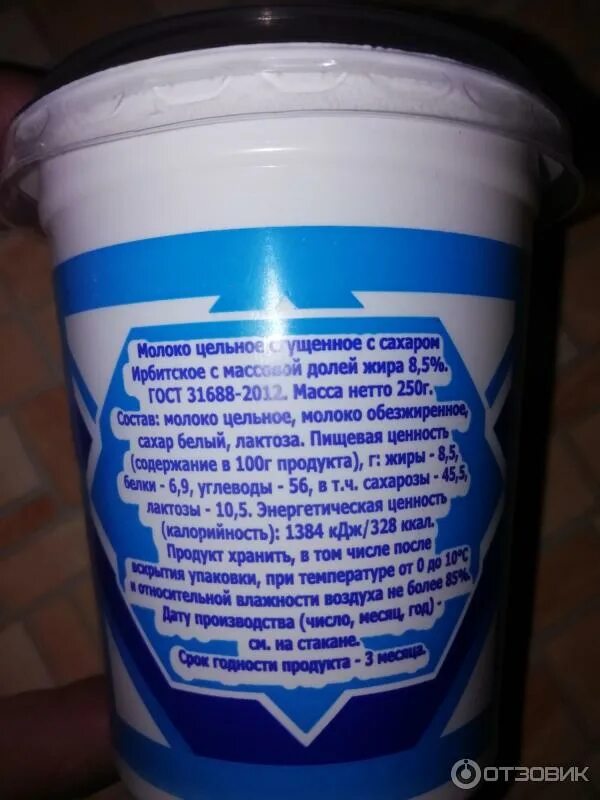 Молоко цельное сгущенное с сахаром
Ирбитское с массовой долей жира 8,5%.
ГОСТ 31688-2012. Масса нетто 250г.
Состав: молоко цельное, молоко обезжиренное,
сахар белый, лактоза. Пищевая ценность
(содержание в 100г продукта), г: жиры - 8,5,
белки - 6,9, углеводы - 56, в т.ч. сахарозы - 45,5,
лактозы - 10,5. Энергетическая ценность
(калорийность): 1384 кДж/328 ккал.
Продукт хранить, в том числе после
вскрытия упаковки, при температуре от 0 до 10°С
и относительной влажности воздуха не более 85%.
Дату производства (число, месяц, год) -
см. на стакане.
Срок годности продукта - 3 месяца.
ОТЗОВИК